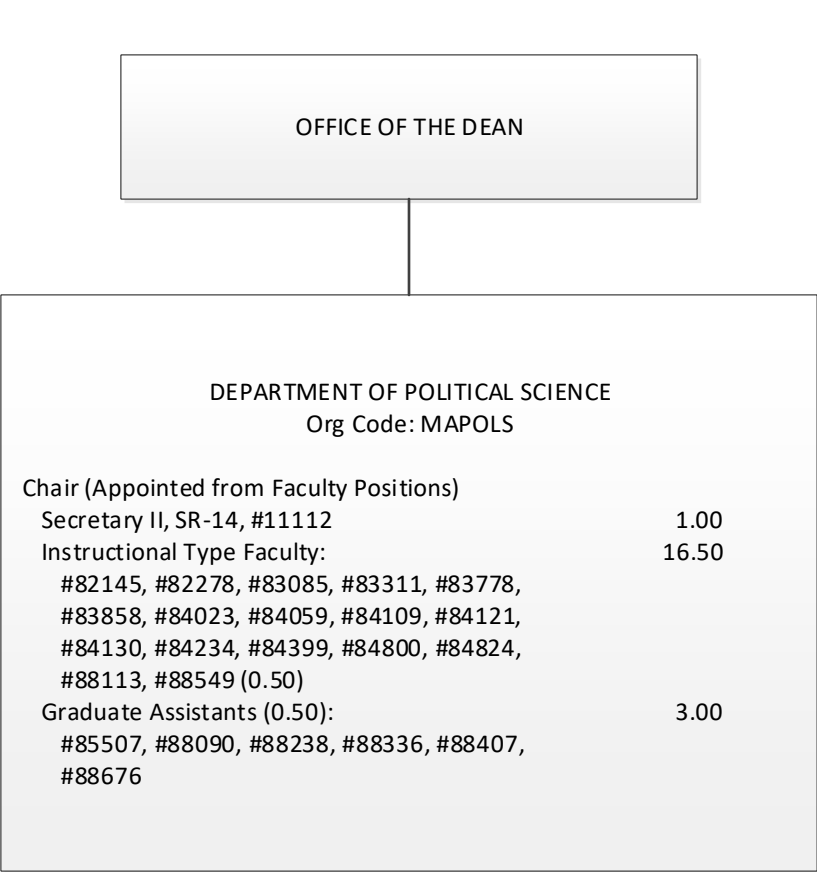 OFFICE OF THE DEAN
DEPARTMENT OF POLITICAL SCIENCE
Org Code: MAPOLS
Chair (Appointed from Faculty Positions)
Secretary II, SR-14, #11112 1.00
Instructional Type Faculty: 16.50
#82145, #82278, #83085, #83311, #83778,
#83858, #84023, #84059, #84109, #84121,
#84130, #84234, #84399, #84800, #84824,
#88113, #88549 (0.50)
Graduate Assistants (0.50): 3.00
#85507, #88090, #88238, #88336, #88407,
#88676